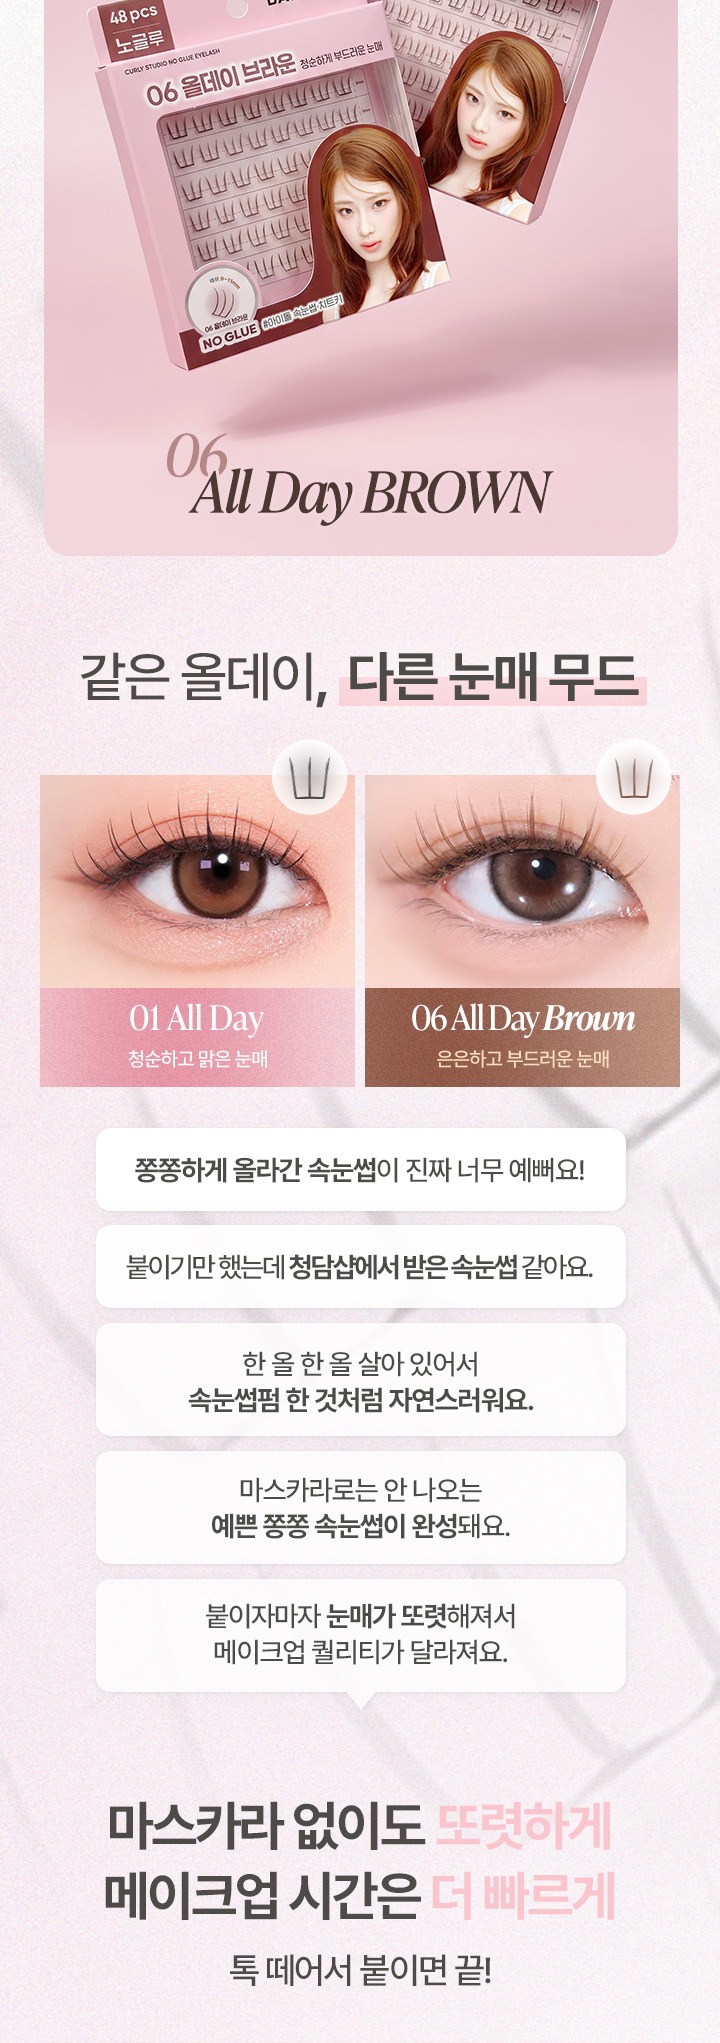 48 pcs
노글루
CURLY STUDIO NO GLUE EYELASH
06 올데이 브라운 청순하게 부드러운 눈매
래쉬 9~11mm
06 올데이 브라운
NO GLUE #아이돌 속눈썹 치트키
06
All Day BROWN
같은 올데이, 다른 눈매 무드
01 All Day
청순하고 맑은 눈매
06 All Day Brown
은은하고 부드러운 눈매
쫑쫑하게 올라간 속눈썹이 진짜 너무 예뻐요!
붙이기만 했는데 청담샵에서 받은 속눈썹 같아요.
한 올 한 올 살아 있어서
속눈썹펌 한 것처럼 자연스러워요.
마스카라로는 안 나오는
예쁜 쫑쫑 속눈썹이 완성돼요.
붙이자마자 눈매가 또렷해져서
메이크업 퀄리티가 달라져요.
마스카라 없이도 또렷하게
메이크업 시간은 더 빠르게
톡 떼어서 붙이면 끝!